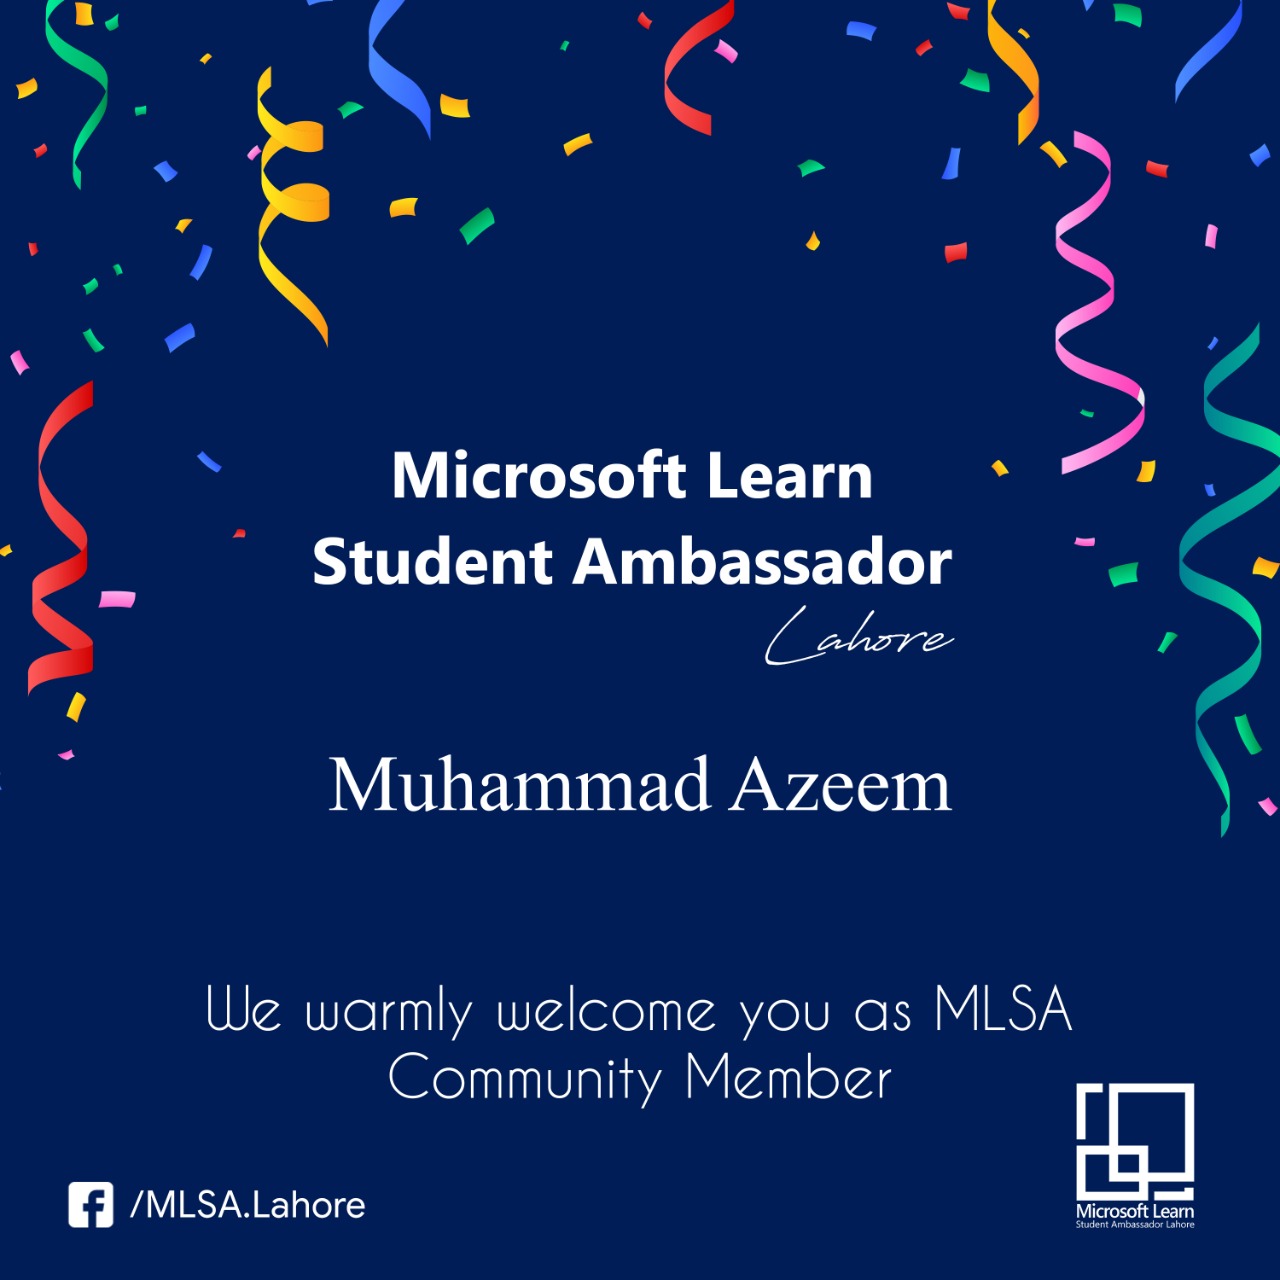 Microsoft Learn
Student Ambassador
Lahore
Muhammad Azeem
We warmly welcome you as MLSA
Community Member
/MLSA.Lahore
Microsoft Learn
Student Ambassador Lahore